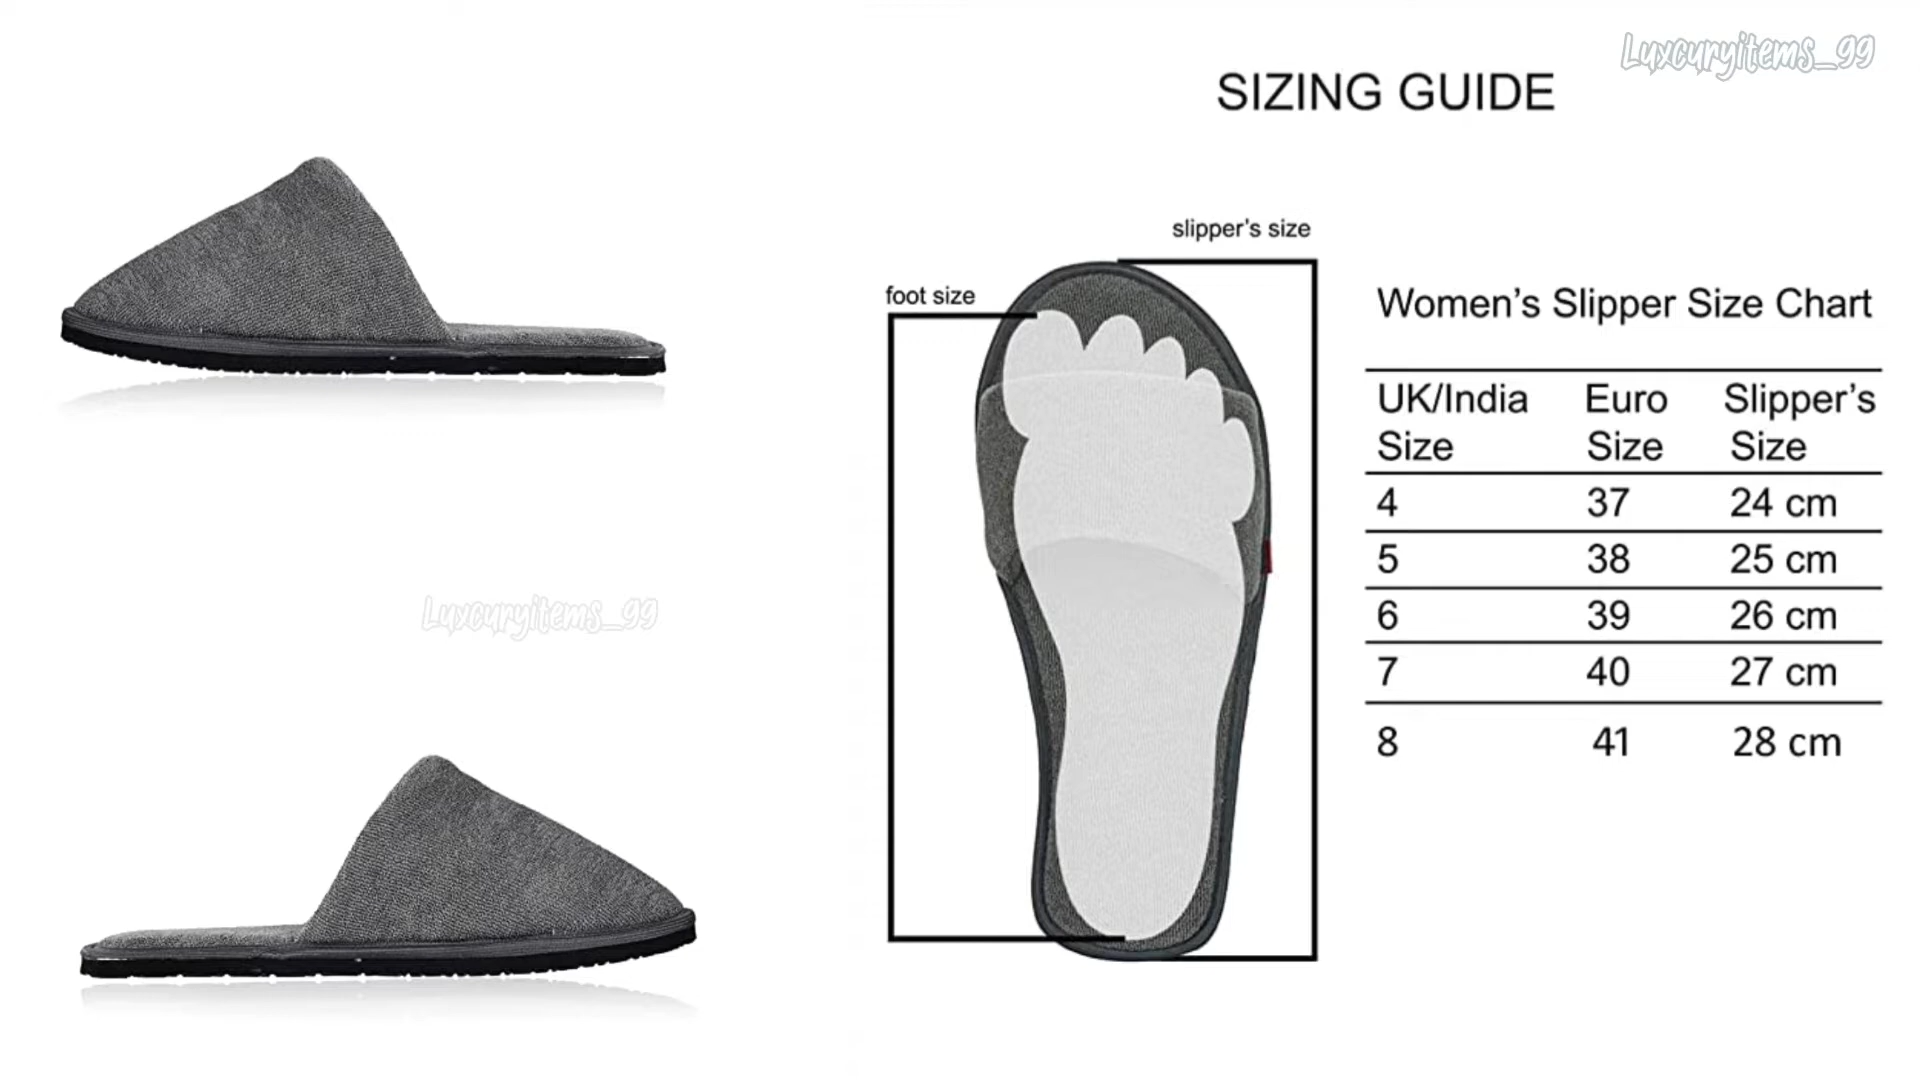 Luxcuryitems_99
SIZING GUIDE
slipper's size
foot size
Women's Slipper Size Chart
UK/India Size Euro Size Slipper's Size
4 37 24 cm
5 38 25 cm
6 39 26 cm
7 40 27 cm
8 41 28 cm
Luxcuryitems_99